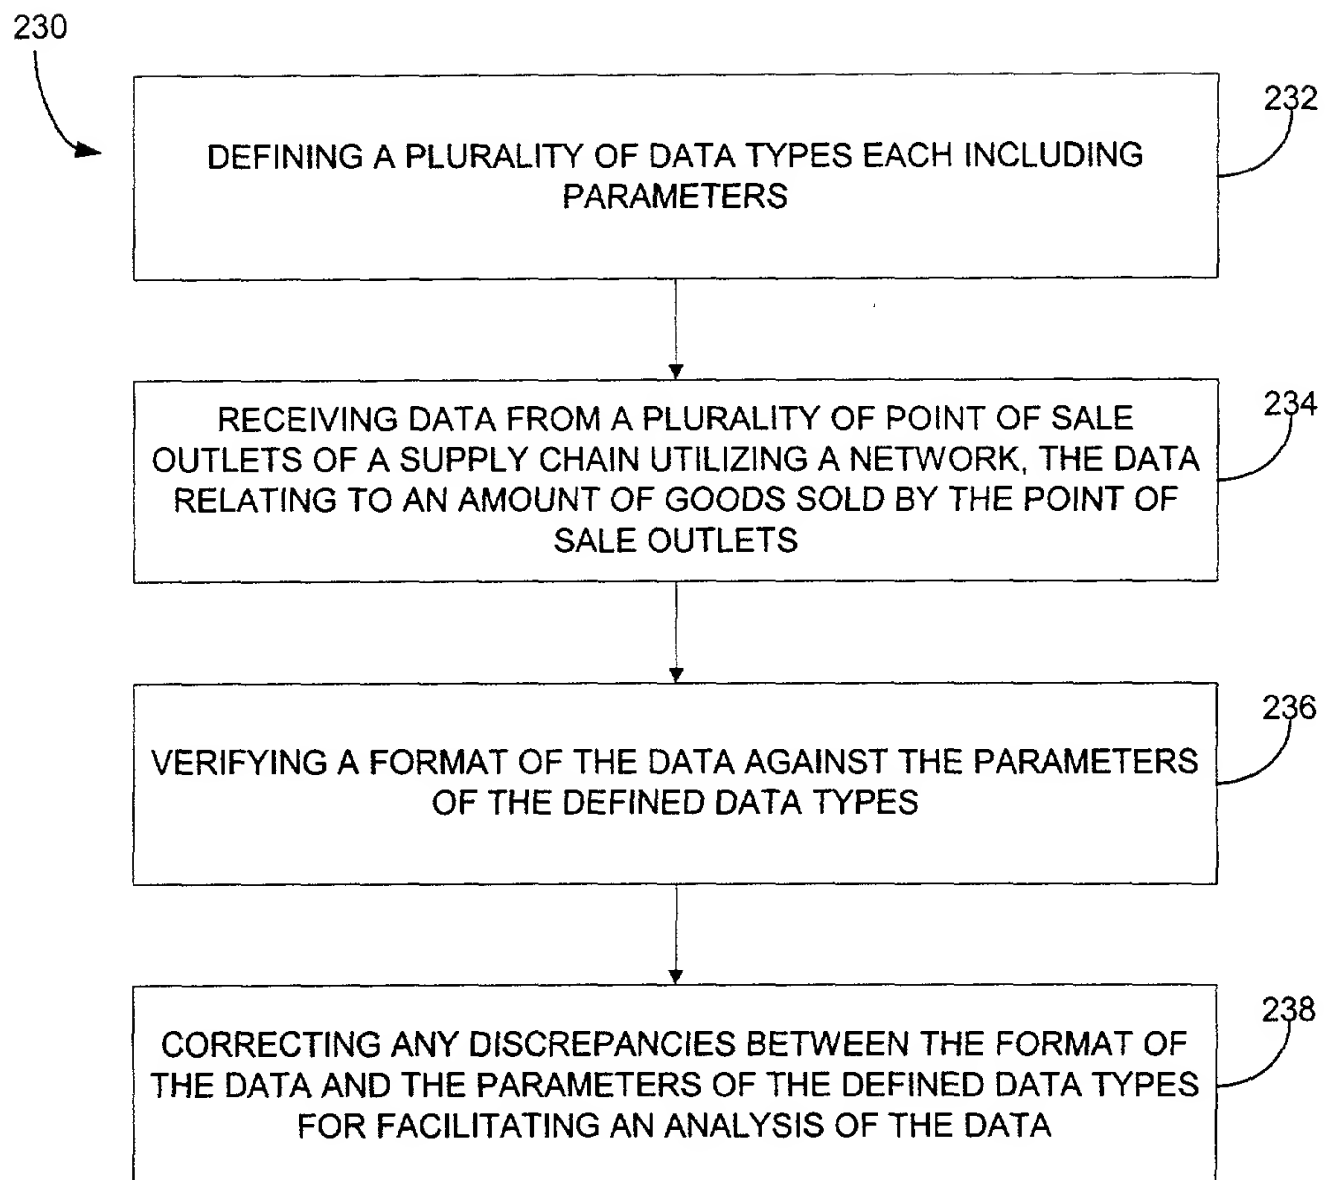 230
232
DEFINING A PLURALITY OF DATA TYPES EACH INCLUDING
PARAMETERS
234
RECEIVING DATA FROM A PLURALITY OF POINT OF SALE
OUTLETS OF A SUPPLY CHAIN UTILIZING A NETWORK, THE DATA
RELATING TO AN AMOUNT OF GOODS SOLD BY THE POINT OF
SALE OUTLETS
236
VERIFYING A FORMAT OF THE DATA AGAINST THE PARAMETERS
OF THE DEFINED DATA TYPES
238
CORRECTING ANY DISCREPANCIES BETWEEN THE FORMAT OF
THE DATA AND THE PARAMETERS OF THE DEFINED DATA TYPES
FOR FACILITATING AN ANALYSIS OF THE DATA